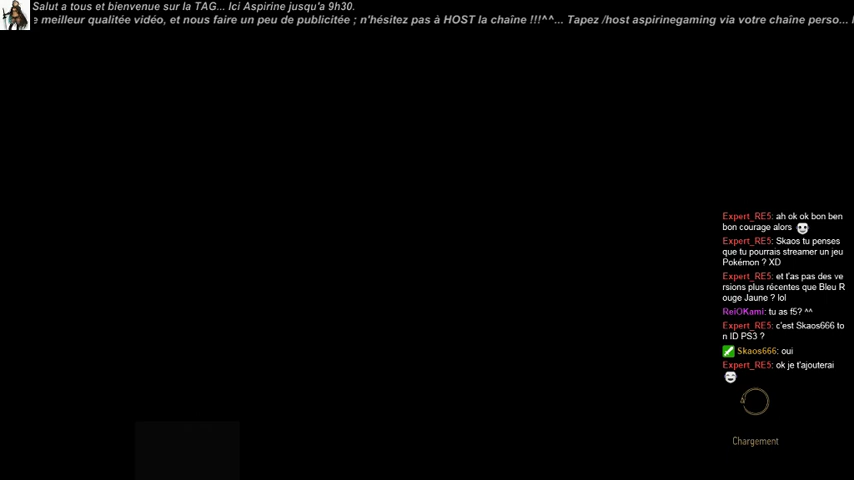 Salut a tous et bienvenue sur la TAG... Ici Aspirine jusqu'a 9h30.
e meilleur qualitée vidéo, et nous faire un peu de publicitée ; n'hésitez pas à HOST la chaîne !!!^^... Tapez /host aspirinegaming via votre chaîne perso...
Expert_RE5: ah ok ok bon ben
bon courage alors
Expert_RE5: Skaos tu penses
que tu pourrais streamer un jeu
Pokémon ? XD
Expert_RE5: et t'as pas des ve
rsions plus récentes que Bleu R
ouge Jaune ? lol
ReiOKami: tu as f5? ^^
Expert_RE5: c'est Skaos666 to
n ID PS3 ?
Skaos666: oui
Expert_RE5: ok je t'ajouterai
Chargement